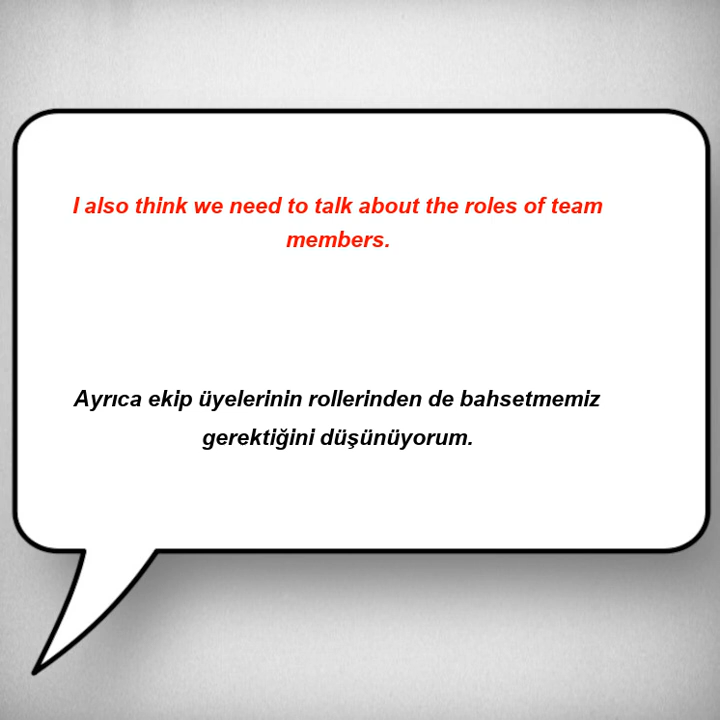 I also think we need to talk about the roles of team
members.
Ayrıca ekip üyelerinin rollerinden de bahsetmemiz
gerektiğini düşünüyorum.